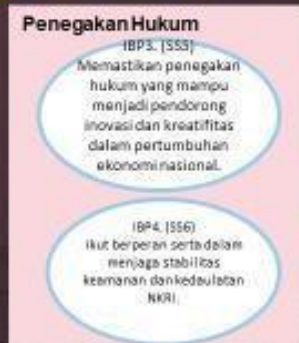 Penegakan Hukum
IBP3. (SS5)
Memastikan penegakan
hukum yang mampu
menjadi pendorong
inovasi dan kreatifitas
dalam pertumbuhan
ekonomi nasional.
IBP4. (SS6)
ikut berperan serta dalam
menjaga stabilitas
keamanan dan kedaulatan
NKRI.